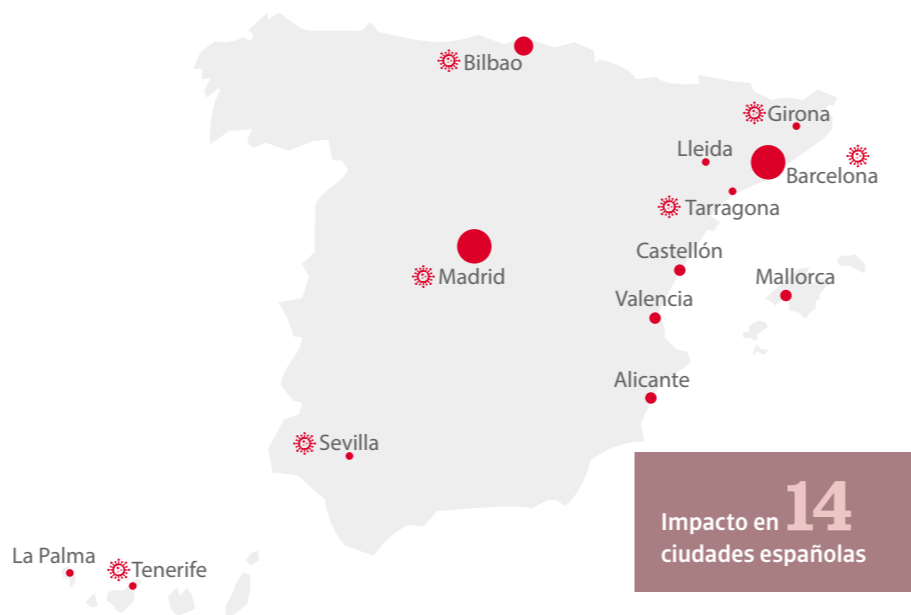 Bilbao
Girona
Lleida
Barcelona
Tarragona
Castellón
Madrid
Mallorca
Valencia
Alicante
Sevilla
Impacto en 14
ciudades españolas
La Palma
Tenerife